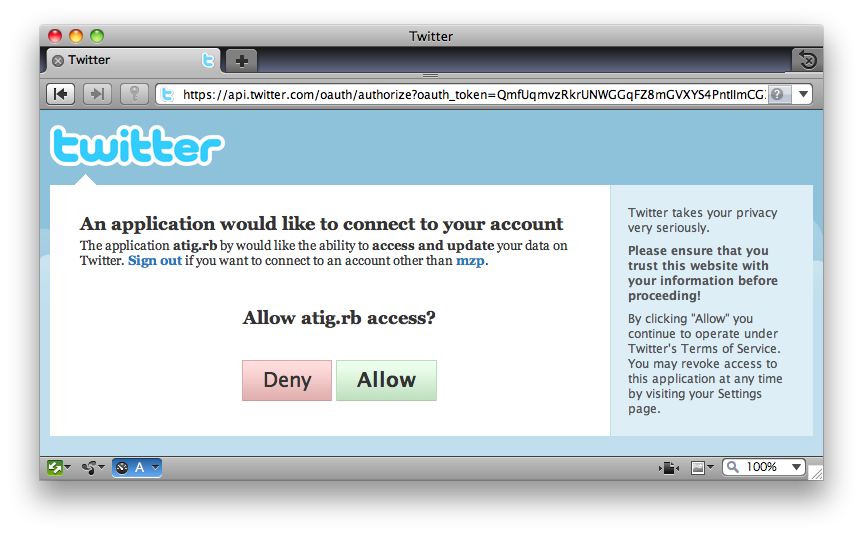 Twitter
Twitter
https://api.twitter.com/oauth/authorize?oauth_token=QmfUqmvzRkrUNWGGqFZ8mGVXYS4PntIlmCG
twitter
An application would like to connect to your account
The application atig.rb by would like the ability to access and update your data on
Twitter. Sign out if you want to connect to an account other than mzp.
Allow atig.rb access?
Deny
Allow
Twitter takes your privacy
very seriously.
Please ensure that you
trust this website with
your information before
proceeding!
By clicking "Allow" you
continue to operate under
Twitter's Terms of Service.
You may revoke access to
this application at any time
by visiting your Settings
page.
A
100%